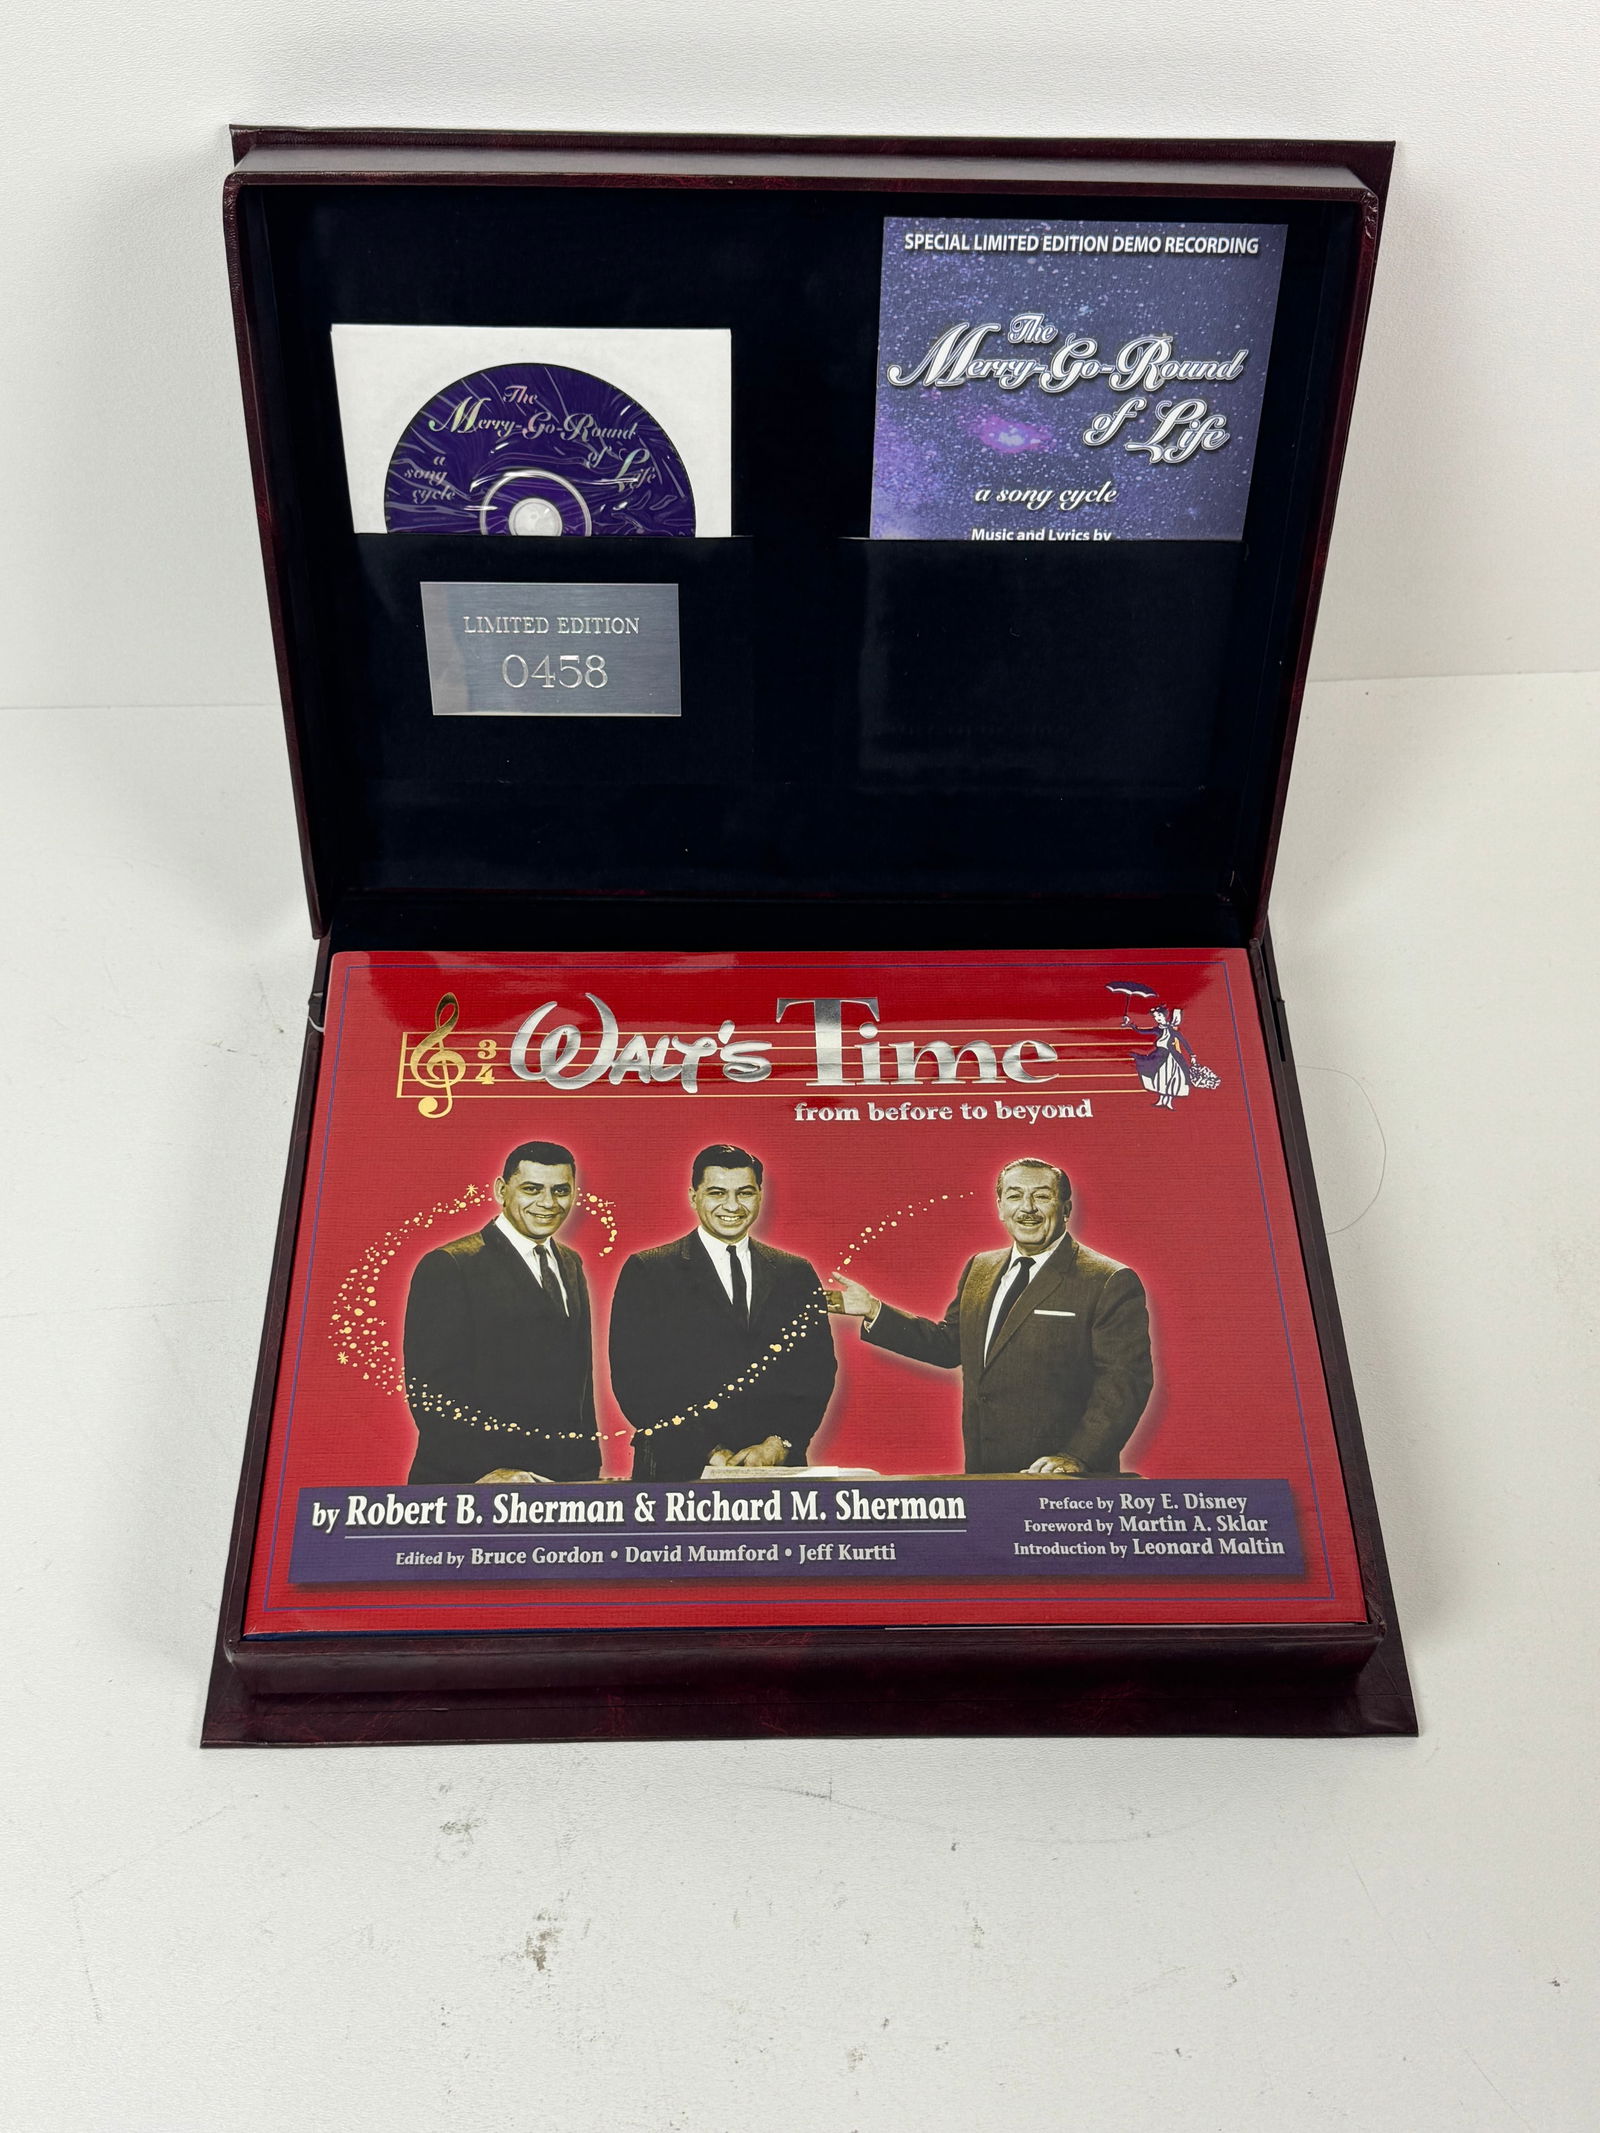 SPECIAL LIMITED EDITION DEMO RECORDING
The
Merry-Go-Round
of Life
a song cycle
Music and Lyrics by
The
Merry-Go-Round
of Life
a
song
cycle
LIMITED EDITION
0458
3
4
Walt's Time
from before to beyond
by Robert B. Sherman & Richard M. Sherman
Edited by Bruce Gordon • David Mumford • Jeff Kurtti
Preface by Roy E. Disney
Foreword by Martin A. Sklar
Introduction by Leonard Maltin